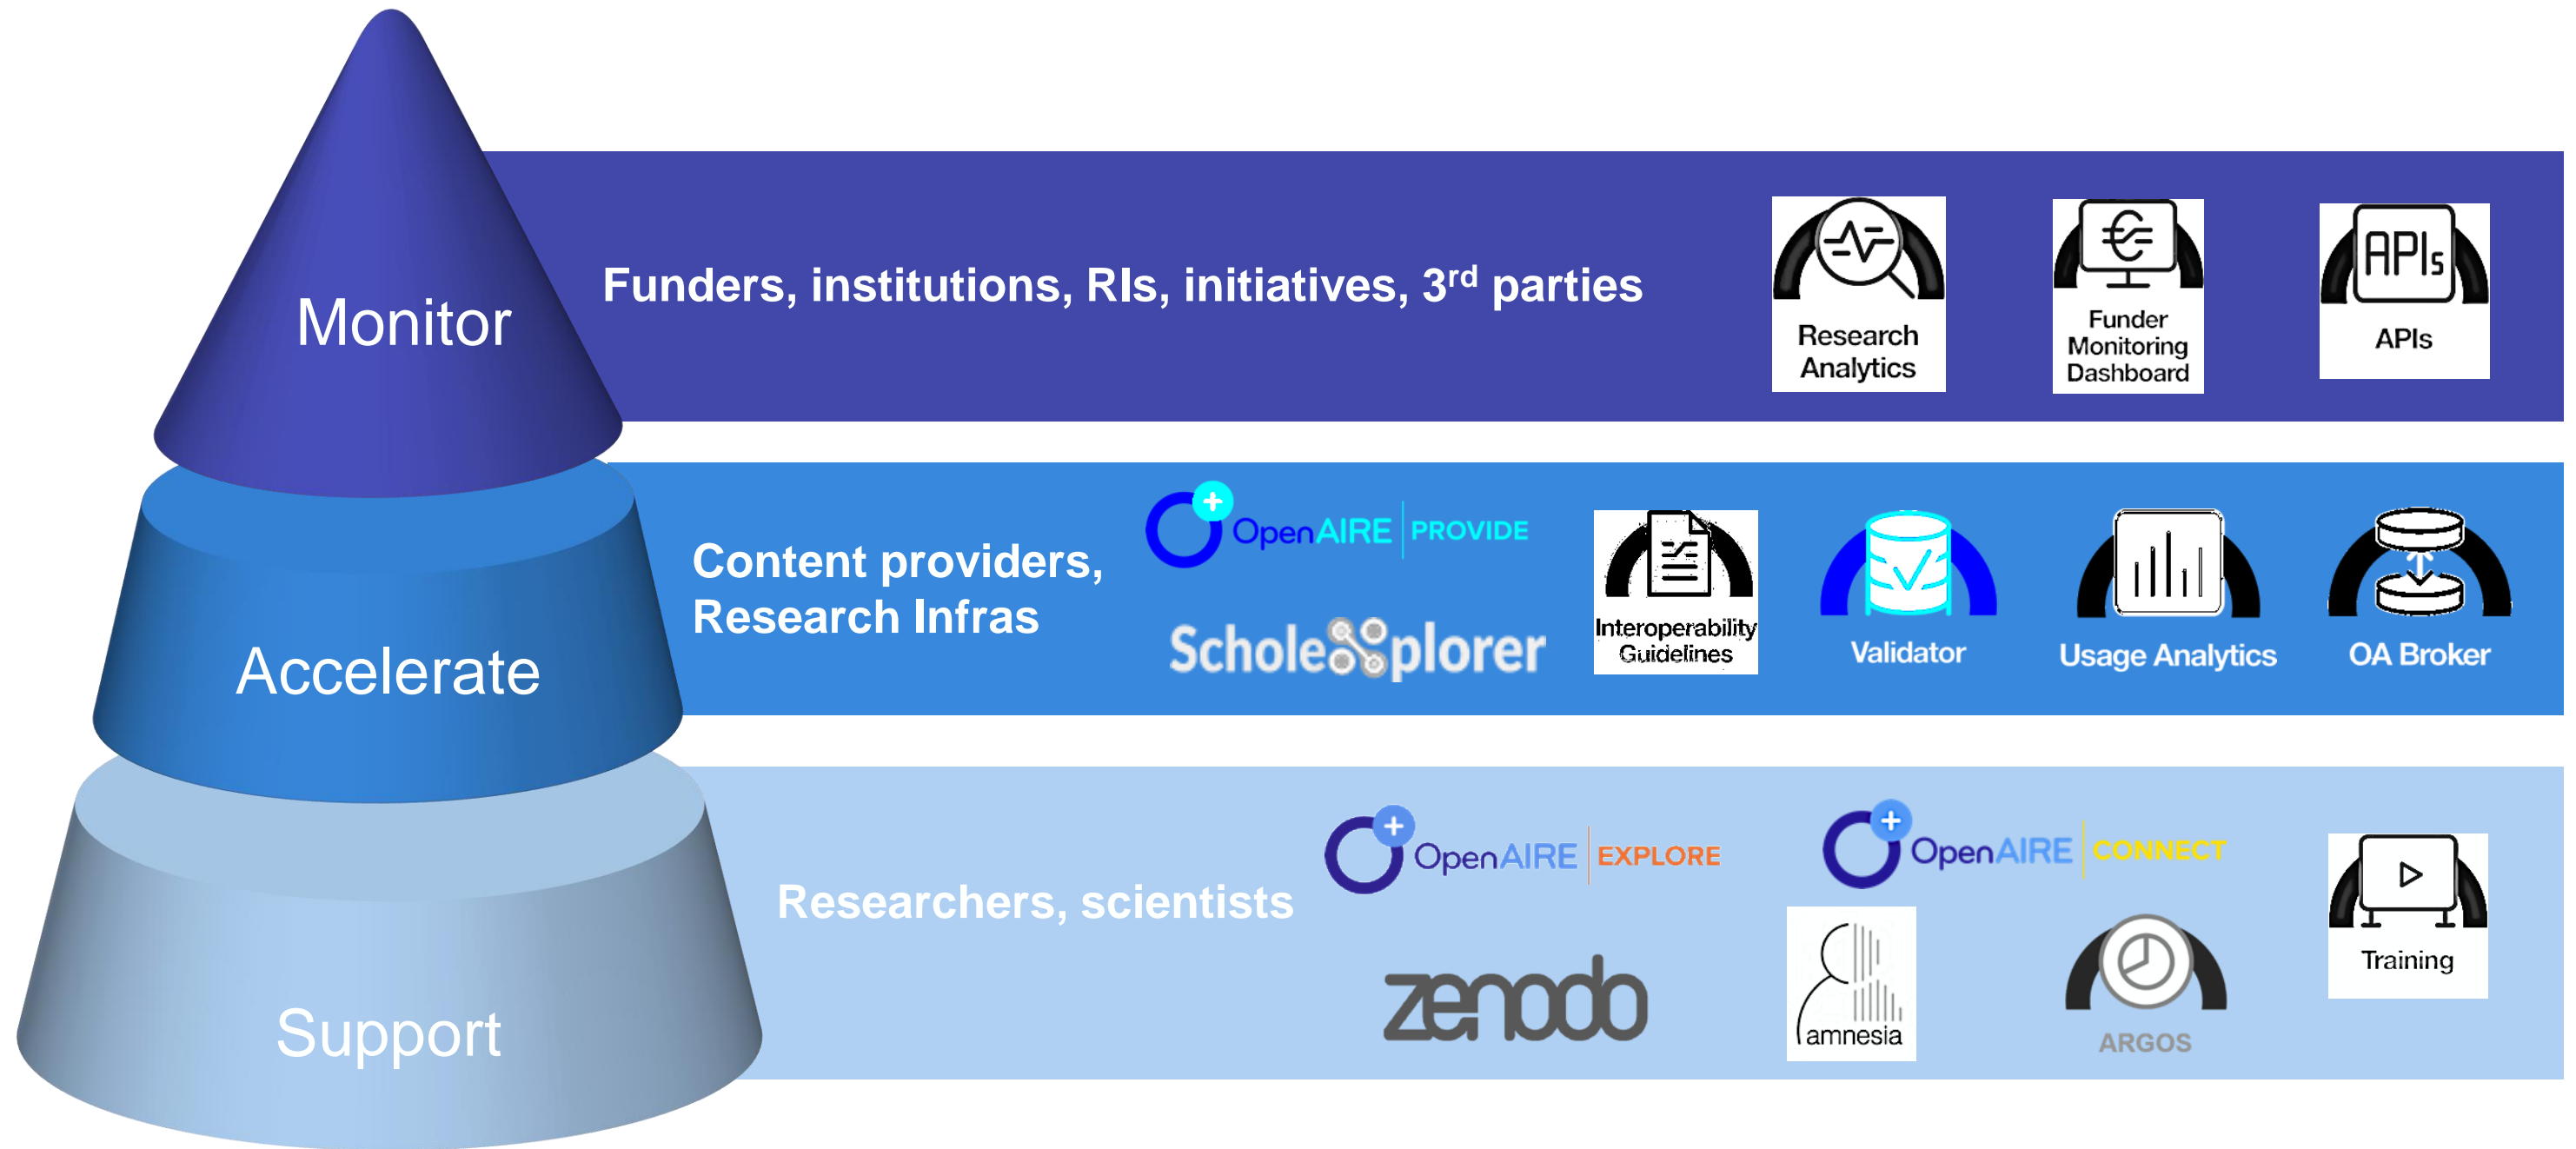 Monitor
Funders, institutions, RIs, initiatives, 3rd parties
Research
Analytics
€
Funder
Monitoring
Dashboard
APIs
APIs
Accelerate
Content providers,
Research Infras
OpenAIRE PROVIDE
ScholeXplorer
Interoperability
Guidelines
Validator
Usage Analytics
OA Broker
Support
Researchers, scientists
OpenAIRE EXPLORE
OpenAIRE CONNECT
zenodo
amnesia
ARGOS
Training